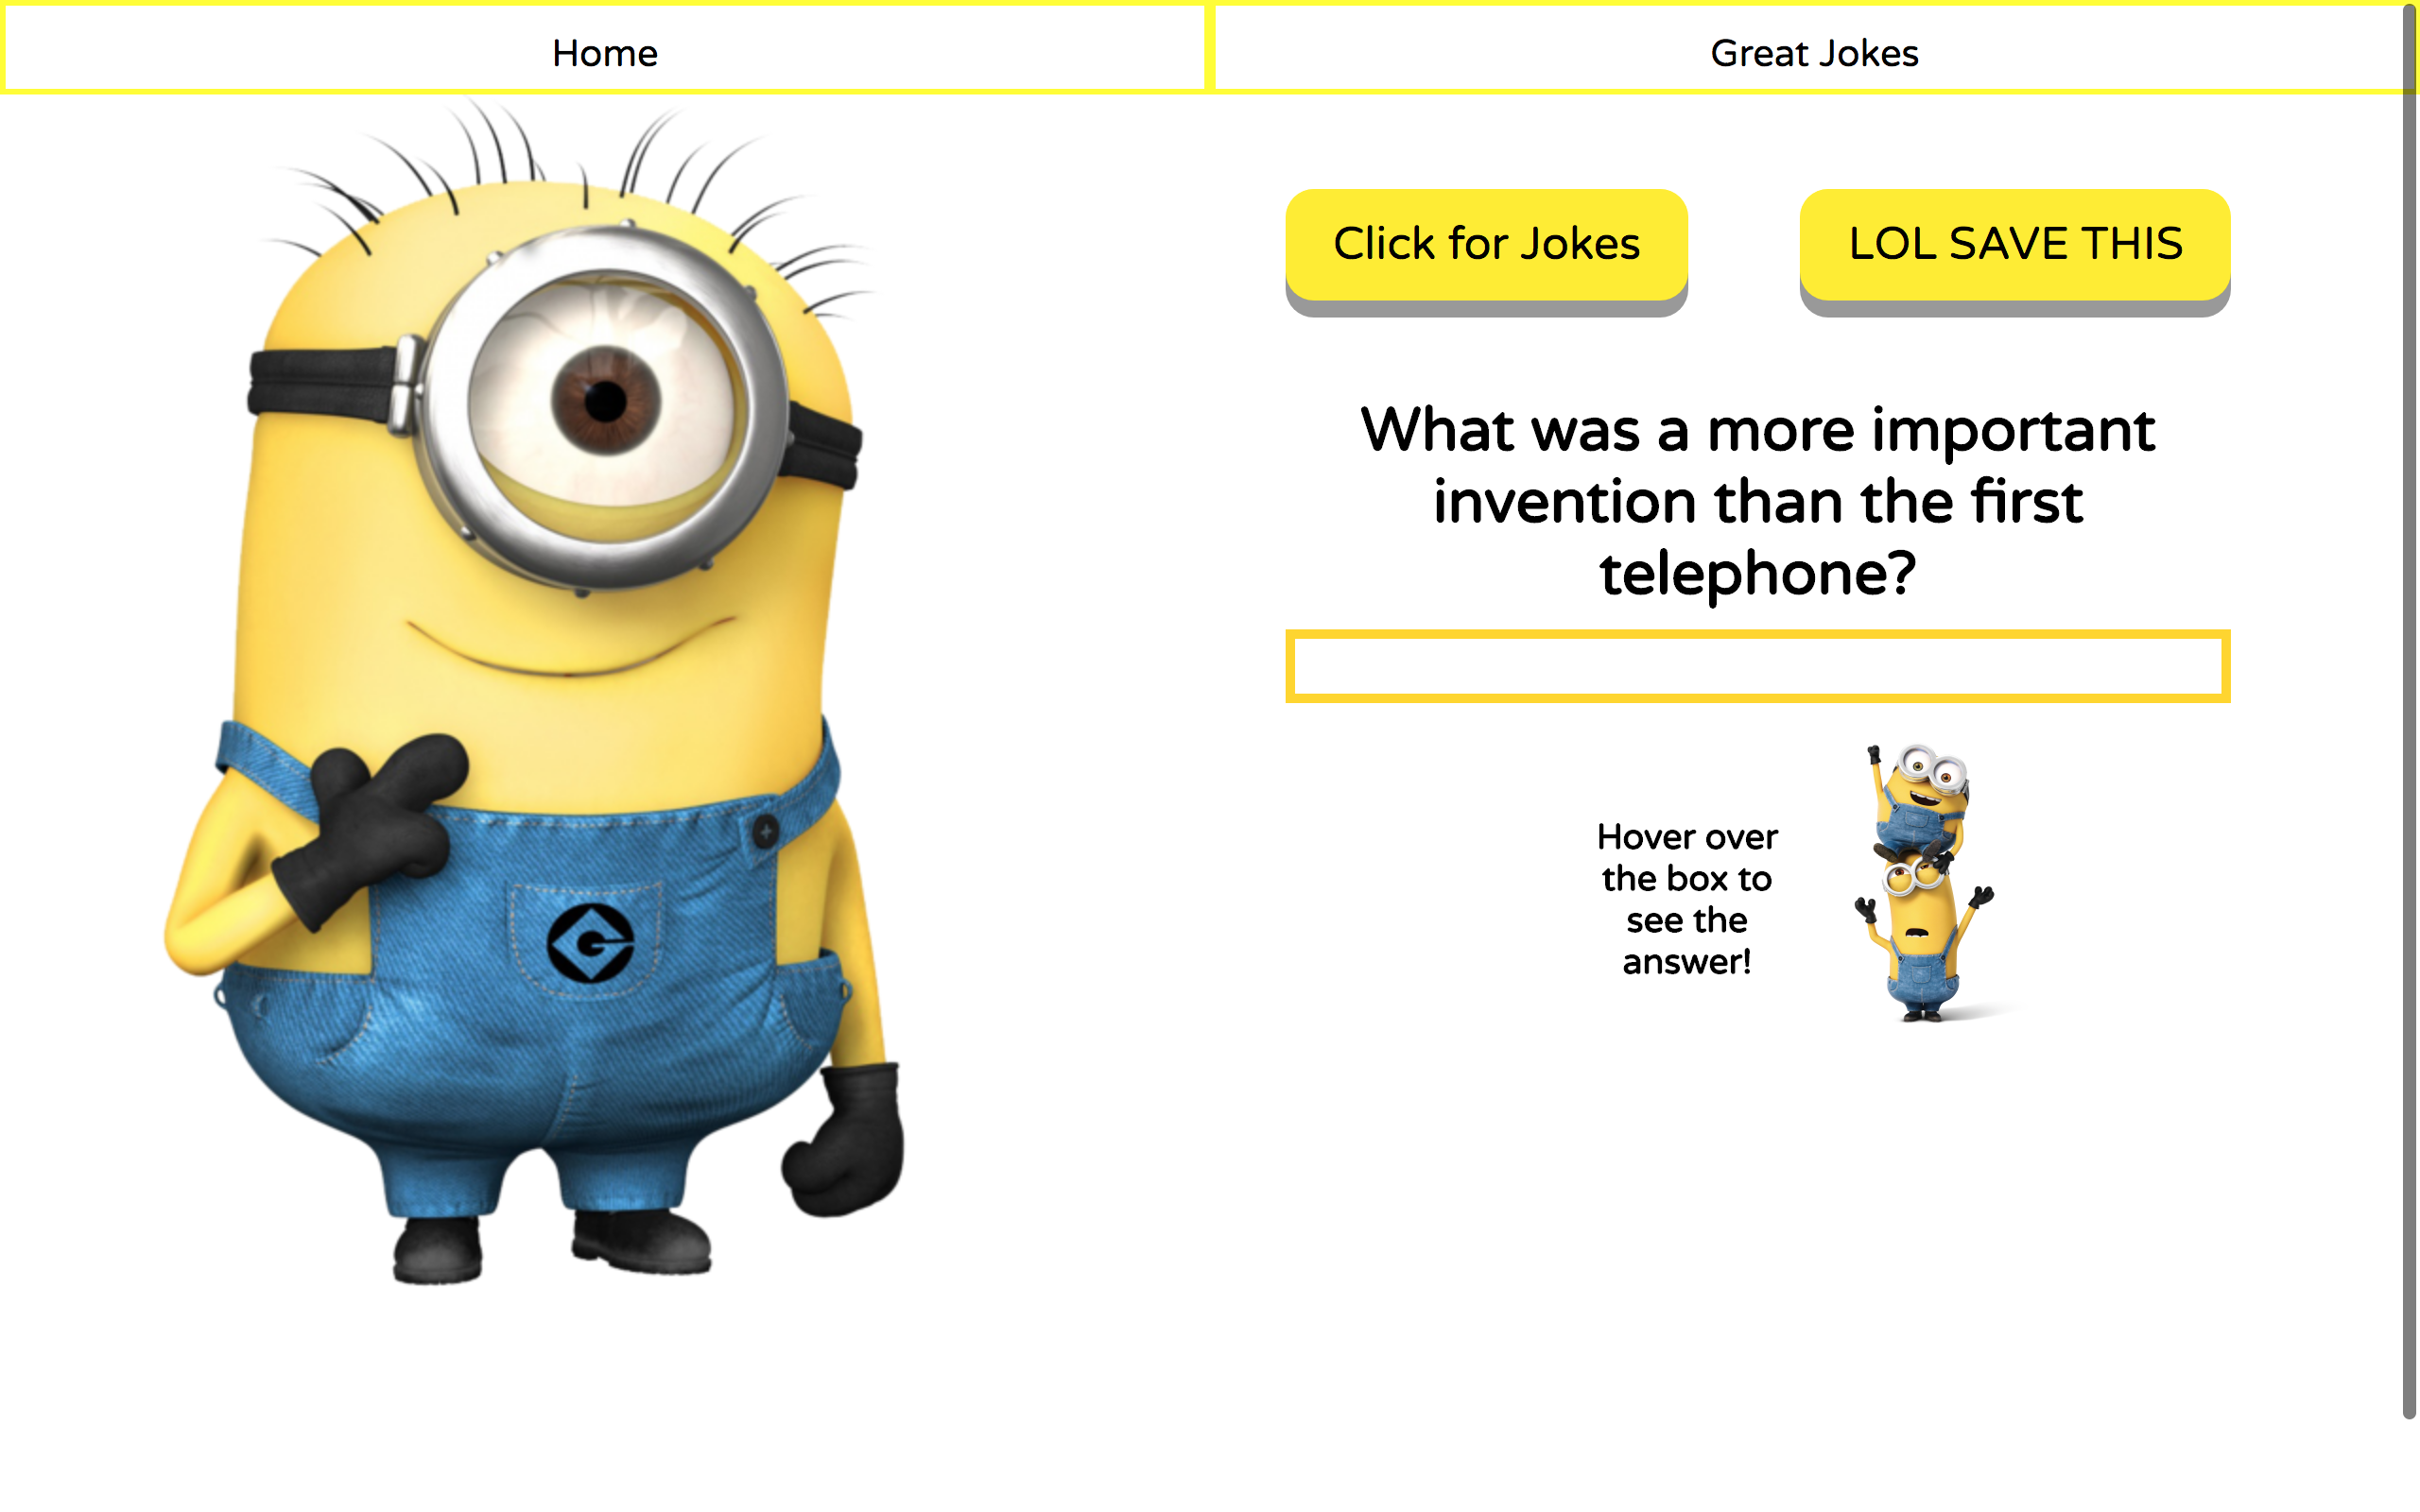 Home
Great Jokes
Click for Jokes
LOL SAVE THIS
What was a more important
invention than the first
telephone?
Hover over
the box to
see the
answer!